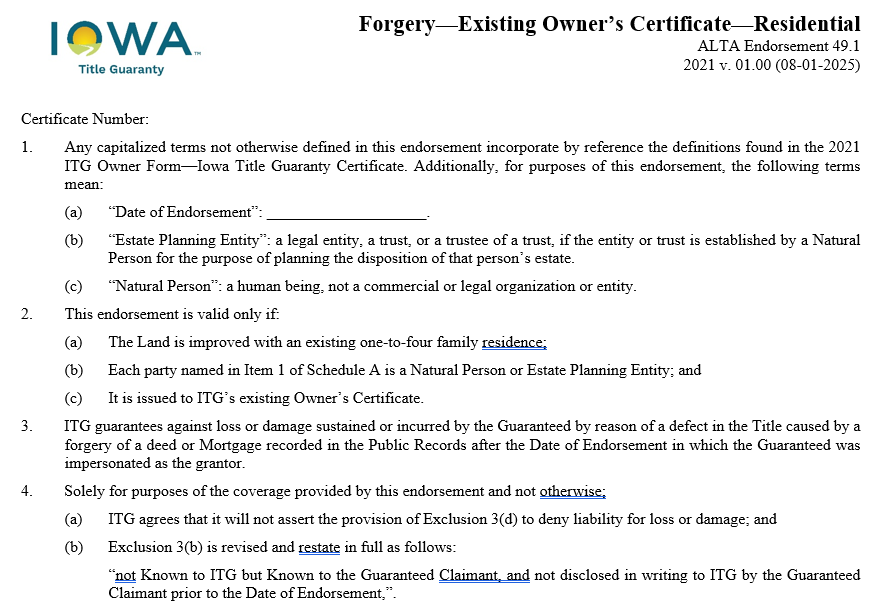 IOWA™
Title Guaranty
Forgery—Existing Owner’s Certificate—Residential
ALTA Endorsement 49.1
2021 v. 01.00 (08-01-2025)
Certificate Number:
1. Any capitalized terms not otherwise defined in this endorsement incorporate by reference the definitions found in the 2021
ITG Owner Form—Iowa Title Guaranty Certificate. Additionally, for purposes of this endorsement, the following terms
mean:
(a) “Date of Endorsement”: ______________________.
(b) “Estate Planning Entity”: a legal entity, a trust, or a trustee of a trust, if the entity or trust is established by a Natural
Person for the purpose of planning the disposition of that person’s estate.
(c) “Natural Person”: a human being, not a commercial or legal organization or entity.
2. This endorsement is valid only if:
(a) The Land is improved with an existing one-to-four family residence;
(b) Each party named in Item 1 of Schedule A is a Natural Person or Estate Planning Entity; and
(c) It is issued to ITG’s existing Owner’s Certificate.
3. ITG guarantees against loss or damage sustained or incurred by the Guaranteed by reason of a defect in the Title caused by a
forgery of a deed or Mortgage recorded in the Public Records after the Date of Endorsement in which the Guaranteed was
impersonated as the grantor.
4. Solely for purposes of the coverage provided by this endorsement and not otherwise;
(a) ITG agrees that it will not assert the provision of Exclusion 3(d) to deny liability for loss or damage; and
(b) Exclusion 3(b) is revised and restate in full as follows:
“not Known to ITG but Known to the Guaranteed Claimant, and not disclosed in writing to ITG by the Guaranteed
Claimant prior to the Date of Endorsement,”.